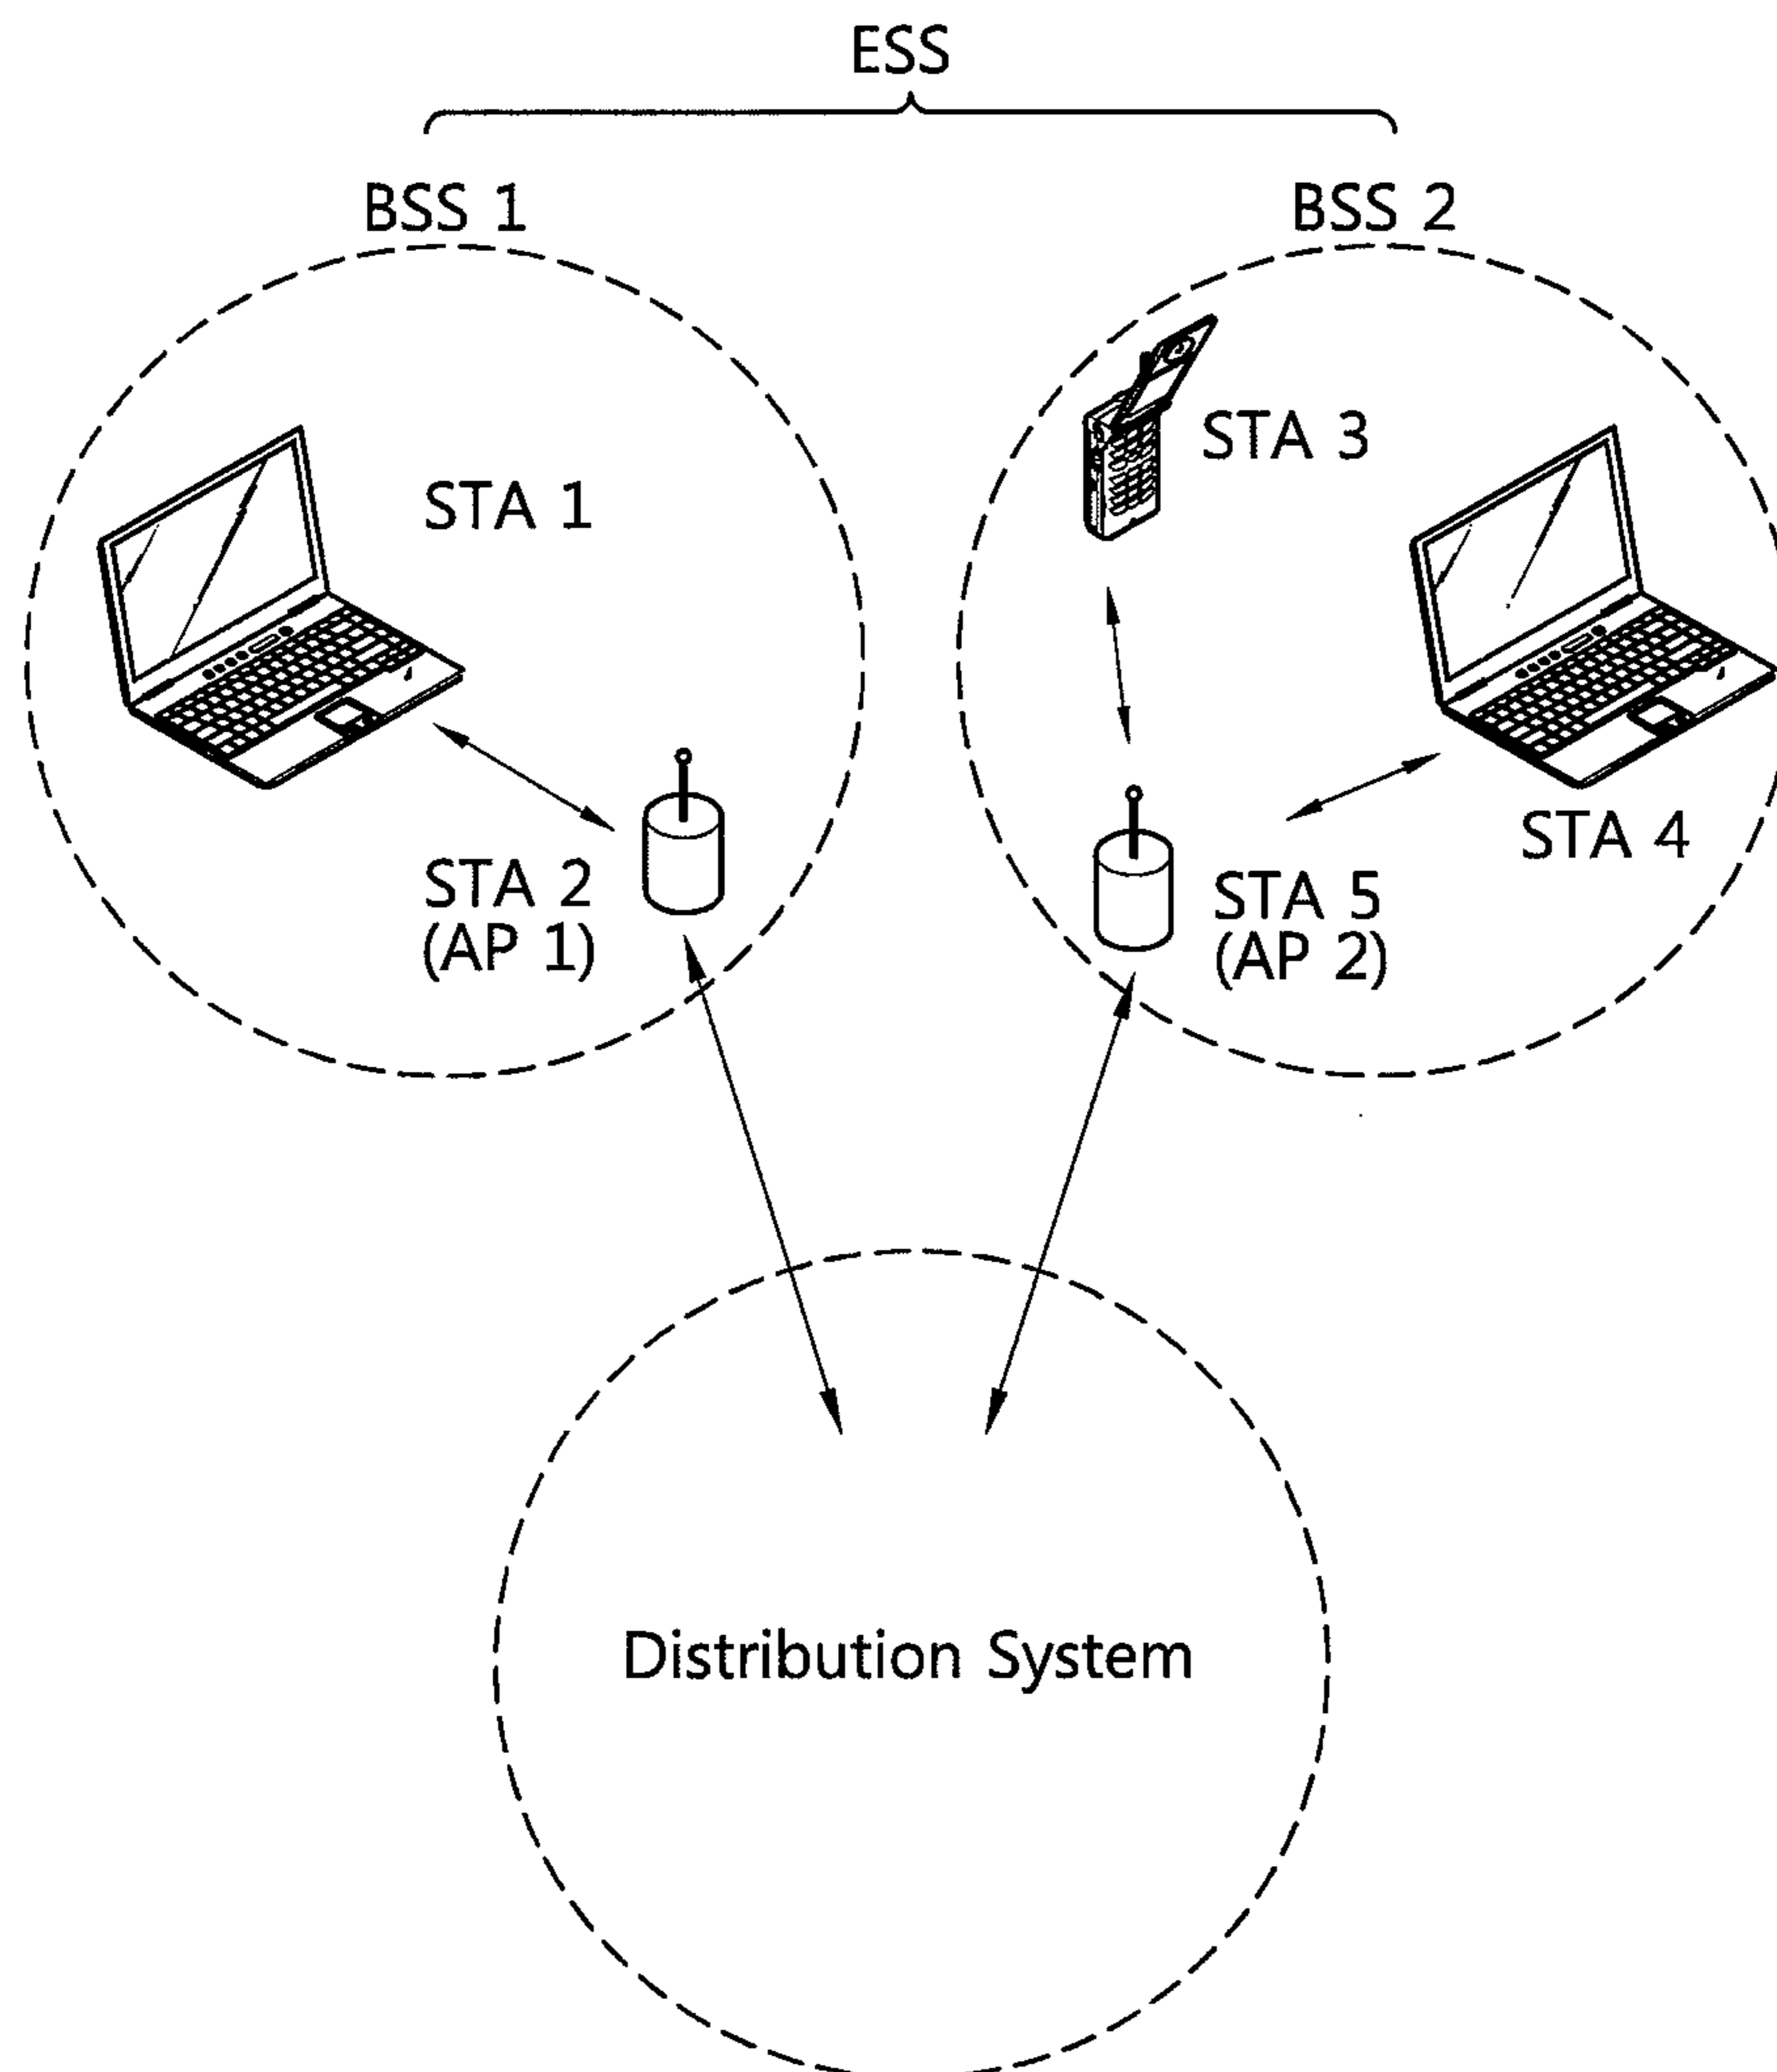 ESS
BSS 1
BSS 2
STA 3
STA 1
STA 4
STA 2
(AP 1)
STA 5
(AP 2)
Distribution System